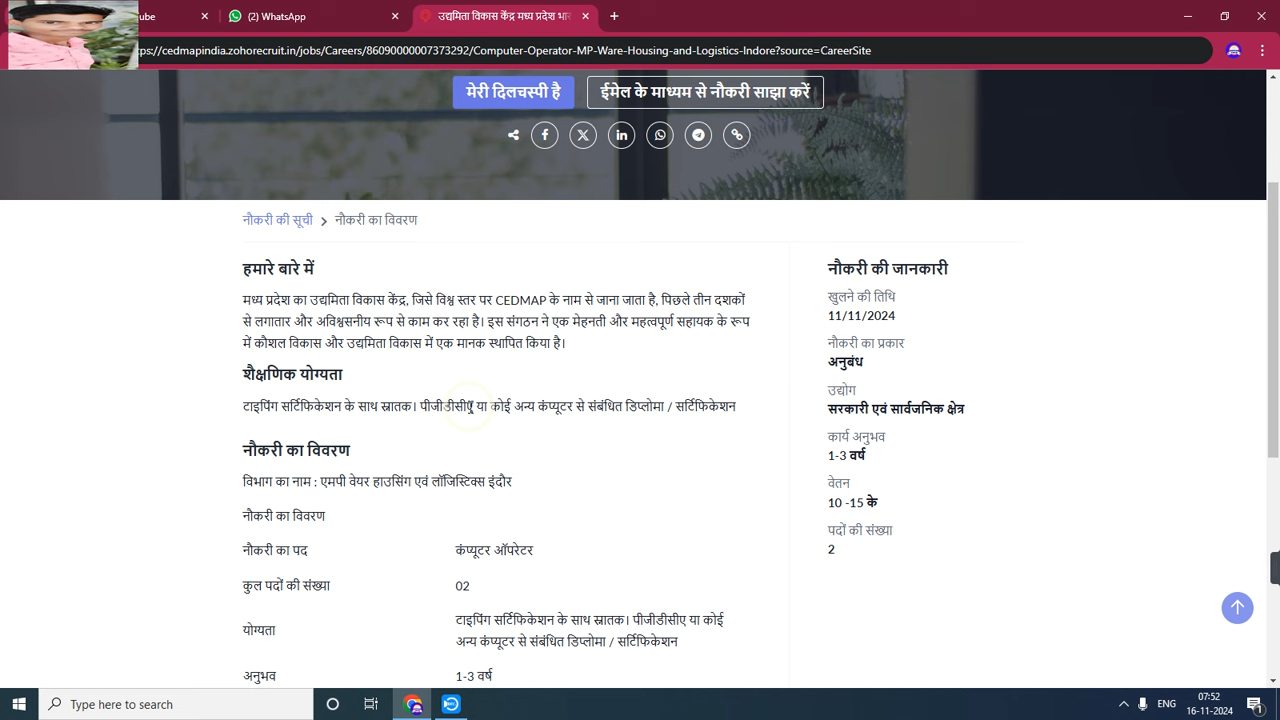 ube
(2) WhatsApp
उद्यमिता विकास केंद्र मध्य प्रदेश भार
ps://cedmapindia.zohorecruit.in/jobs/Careers/86090000007373292/Computer-Operator-MP-Ware-Housing-and-Logistics-Indore?source=CareerSite
मेरी दिलचस्पी है
ईमेल के माध्यम से नौकरी साझा करें
नौकरी की सूची > नौकरी का विवरण
हमारे बारे में
मध्य प्रदेश का उद्यमिता विकास केंद्र, जिसे विश्व स्तर पर CEDMAP के नाम से जाना जाता है, पिछले तीन दशकों
से लगातार और अविश्वसनीय रूप से काम कर रहा है। इस संगठन ने एक मेहनती और महत्वपूर्ण सहायक के रूप
में कौशल विकास और उद्यमिता विकास में एक मानक स्थापित किया है।
शैक्षणिक योग्यता
टाइपिंग सर्टिफिकेशन के साथ स्नातक। पीजीडीसीए या कोई अन्य कंप्यूटर से संबंधित डिप्लोमा / सर्टिफिकेशन
नौकरी का विवरण
विभाग का नाम : एमपी वेयर हाउसिंग एवं लॉजिस्टिक्स इंदौर
नौकरी का विवरण
नौकरी का पद
कंप्यूटर ऑपरेटर
कुल पदों की संख्या
02
योग्यता
टाइपिंग सर्टिफिकेशन के साथ स्नातक। पीजीडीसीए या कोई
अन्य कंप्यूटर से संबंधित डिप्लोमा / सर्टिफिकेशन
अनुभव
1-3 वर्ष
नौकरी की जानकारी
खुलने की तिथि
11/11/2024
नौकरी का प्रकार
अनुबंध
उद्योग
सरकारी एवं सार्वजनिक क्षेत्र
कार्य अनुभव
1-3 वर्ष
वेतन
10 -15 के
पदों की संख्या
2
Type here to search
ENG
07:52
16-11-2024
1